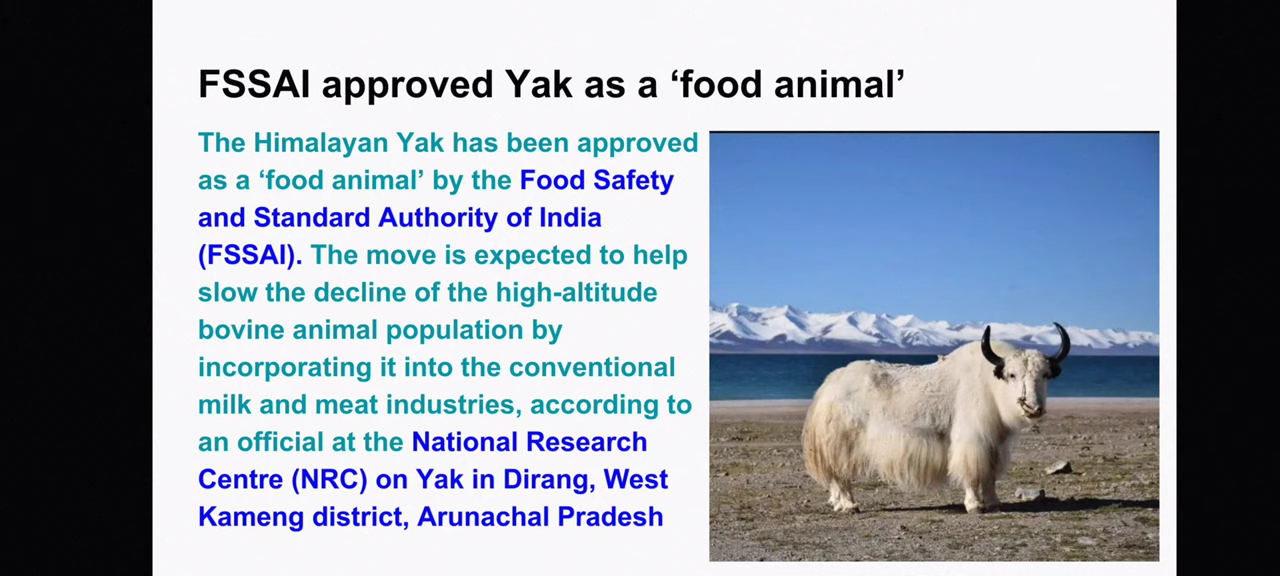 FSSAI approved Yak as a ‘food animal’
The Himalayan Yak has been approved
as a ‘food animal’ by the Food Safety
and Standard Authority of India
(FSSAI). The move is expected to help
slow the decline of the high-altitude
bovine animal population by
incorporating it into the conventional
milk and meat industries, according to
an official at the National Research
Centre (NRC) on Yak in Dirang, West
Kameng district, Arunachal Pradesh